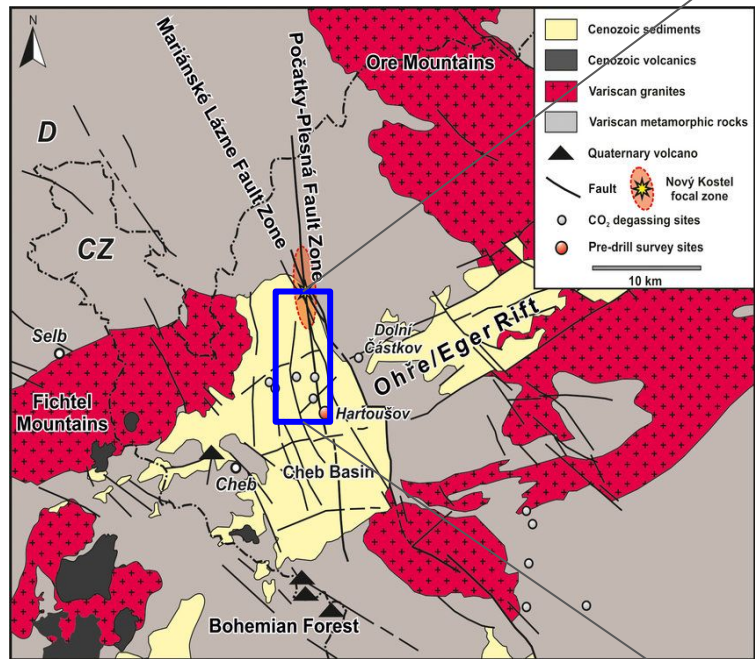 N
Mariánské Lázne Fault Zone
Počatky-Plesná Fault Zone
Ore Mountains
D
CZ
Selb
Fichtel
Mountains
Dolní
Částkov
Ohře/Eger Rift
Hartoušov
Cheb Basin
Cheb
Bohemian Forest
Cenozoic sediments
Cenozoic volcanics
Variscan granites
Variscan metamorphic rocks
Quaternary volcano
Fault
Nový Kostel
focal zone
CO₂ degassing sites
Pre-drill survey sites
10 km